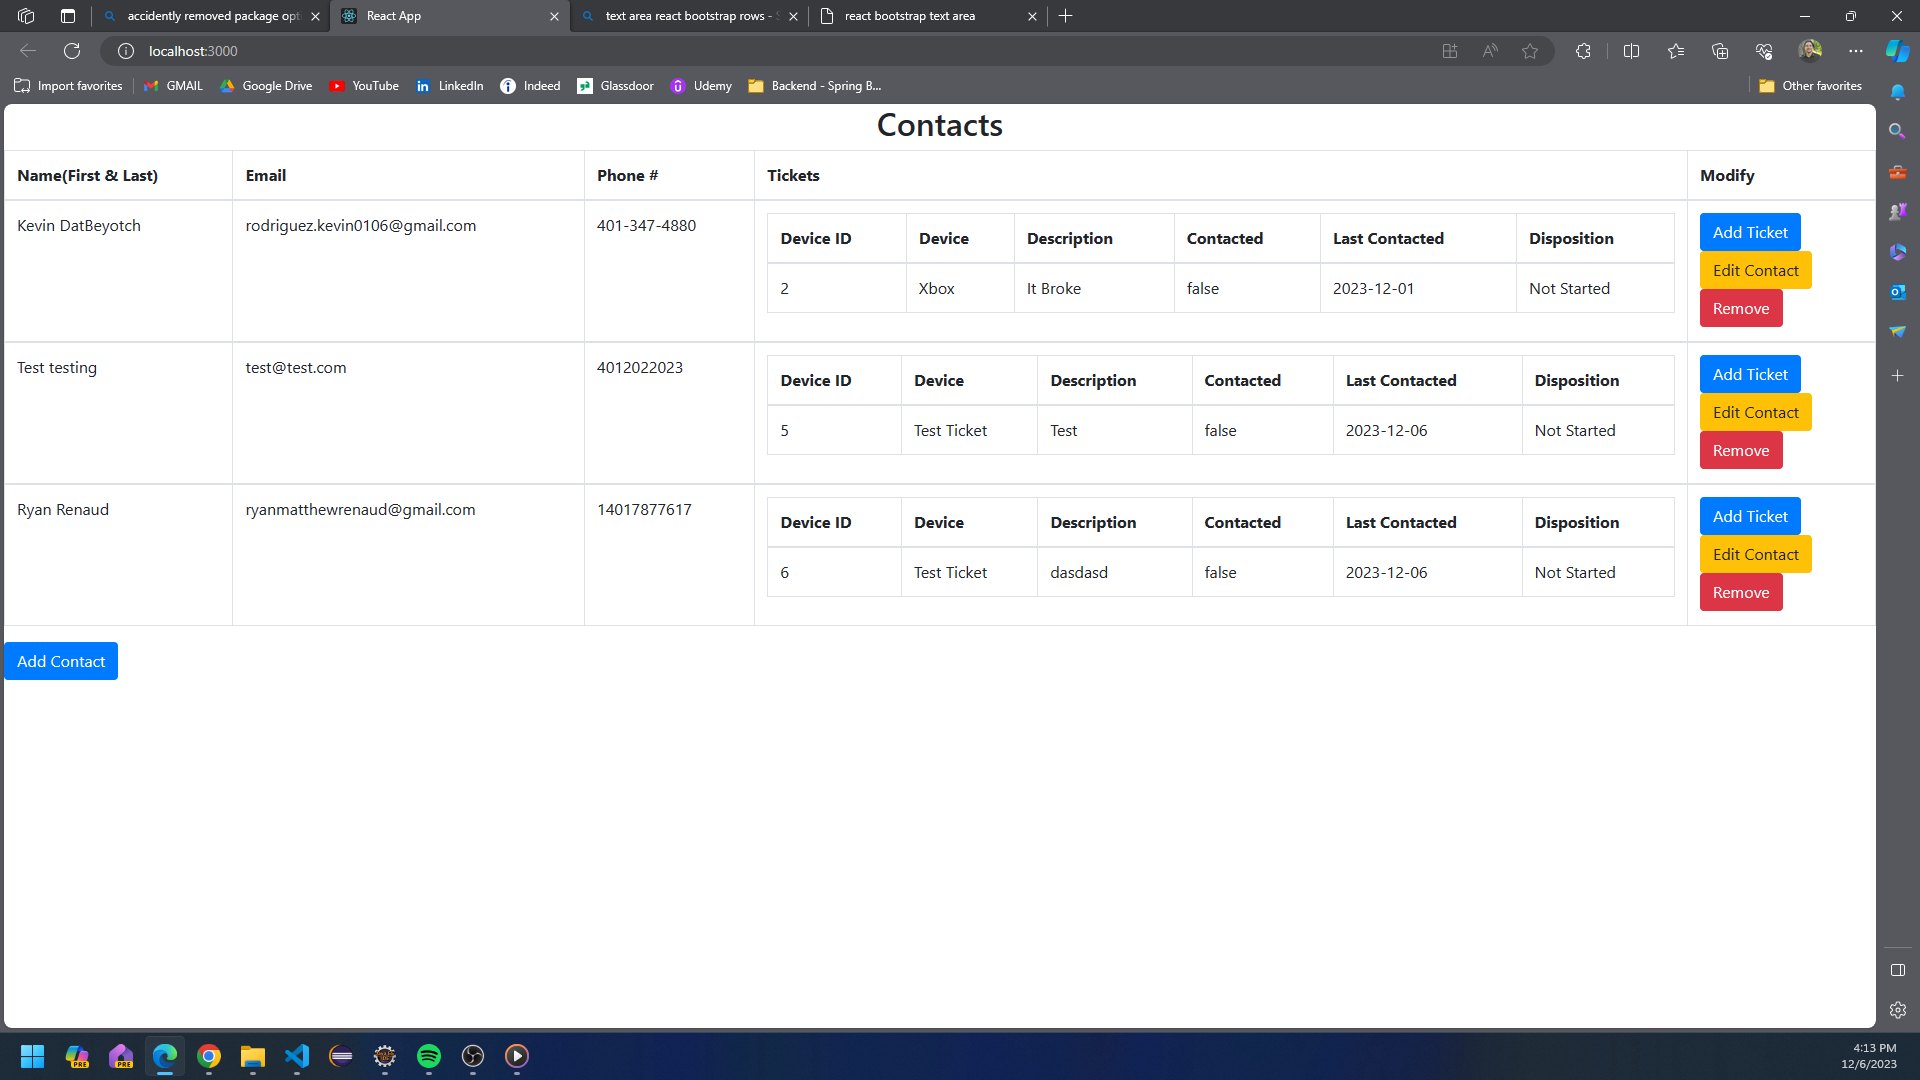 accidently removed package opt
React App
text area react bootstrap rows - S
react bootstrap text area
localhost:3000
Import favorites
GMAIL
Google Drive
YouTube
LinkedIn
Indeed
Glassdoor
Udemy
Backend - Spring B...
Other favorites
Contacts
Name(First & Last) Email Phone # Tickets Modify
Kevin DatBeyotch rodriguez.kevin0106@gmail.com 401-347-4880
Device ID Device Description Contacted Last Contacted Disposition
2 Xbox It Broke false 2023-12-01 Not Started
Add Ticket
Edit Contact
Remove
Test testing test@test.com 4012022023
Device ID Device Description Contacted Last Contacted Disposition
5 Test Ticket Test false 2023-12-06 Not Started
Add Ticket
Edit Contact
Remove
Ryan Renaud ryanmatthewrenaud@gmail.com 14017877617
Device ID Device Description Contacted Last Contacted Disposition
6 Test Ticket dasdasd false 2023-12-06 Not Started
Add Ticket
Edit Contact
Remove
Add Contact
PRE
PRE
4:13 PM
12/6/2023